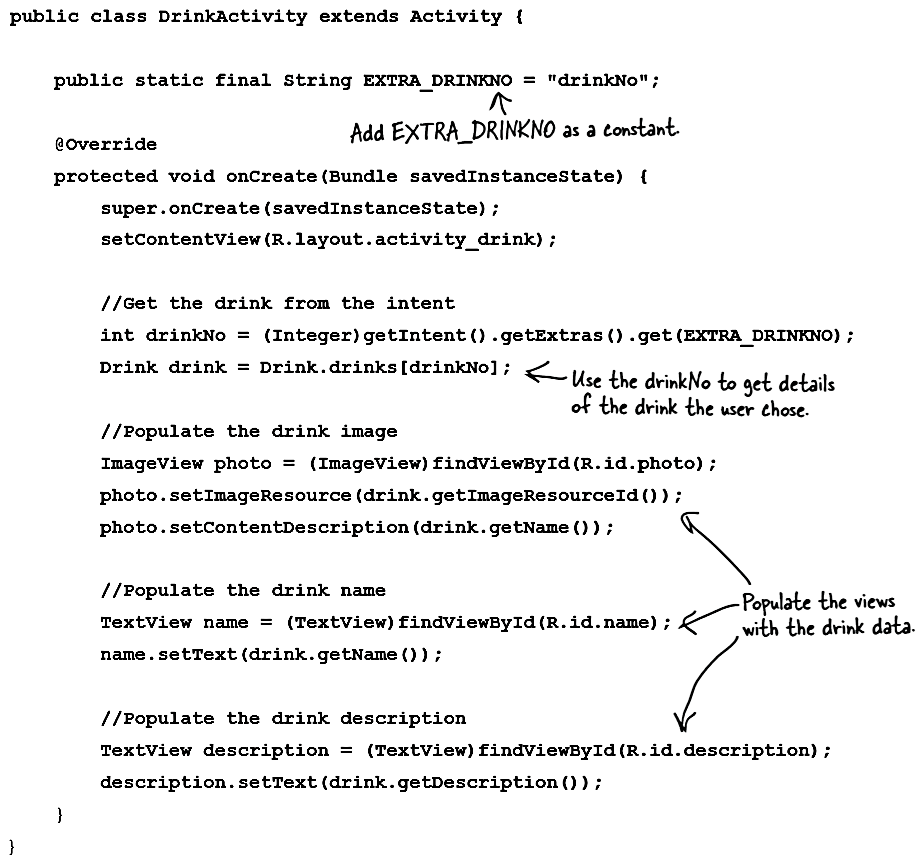 public class DrinkActivity extends Activity {
public static final String EXTRA_DRINKNO = "drinkNo";
Add EXTRA_DRINKNO as a constant.
@Override
protected void onCreate(Bundle savedInstanceState) {
super.onCreate(savedInstanceState);
setContentView(R.layout.activity_drink);
//Get the drink from the intent
int drinkNo = (Integer)getIntent().getExtras().get(EXTRA_DRINKNO);
Drink drink = Drink.drinks[drinkNo];
Use the drinkNo to get details
of the drink the user chose.
//Populate the drink image
ImageView photo = (ImageView)findViewById(R.id.photo);
photo.setImageResource(drink.getImageResourceId());
photo.setContentDescription(drink.getName());
//Populate the drink name
TextView name = (TextView)findViewById(R.id.name);
name.setText(drink.getName());
Populate the views
with the drink data.
//Populate the drink description
TextView description = (TextView)findViewById(R.id.description);
description.setText(drink.getDescription());
}
}